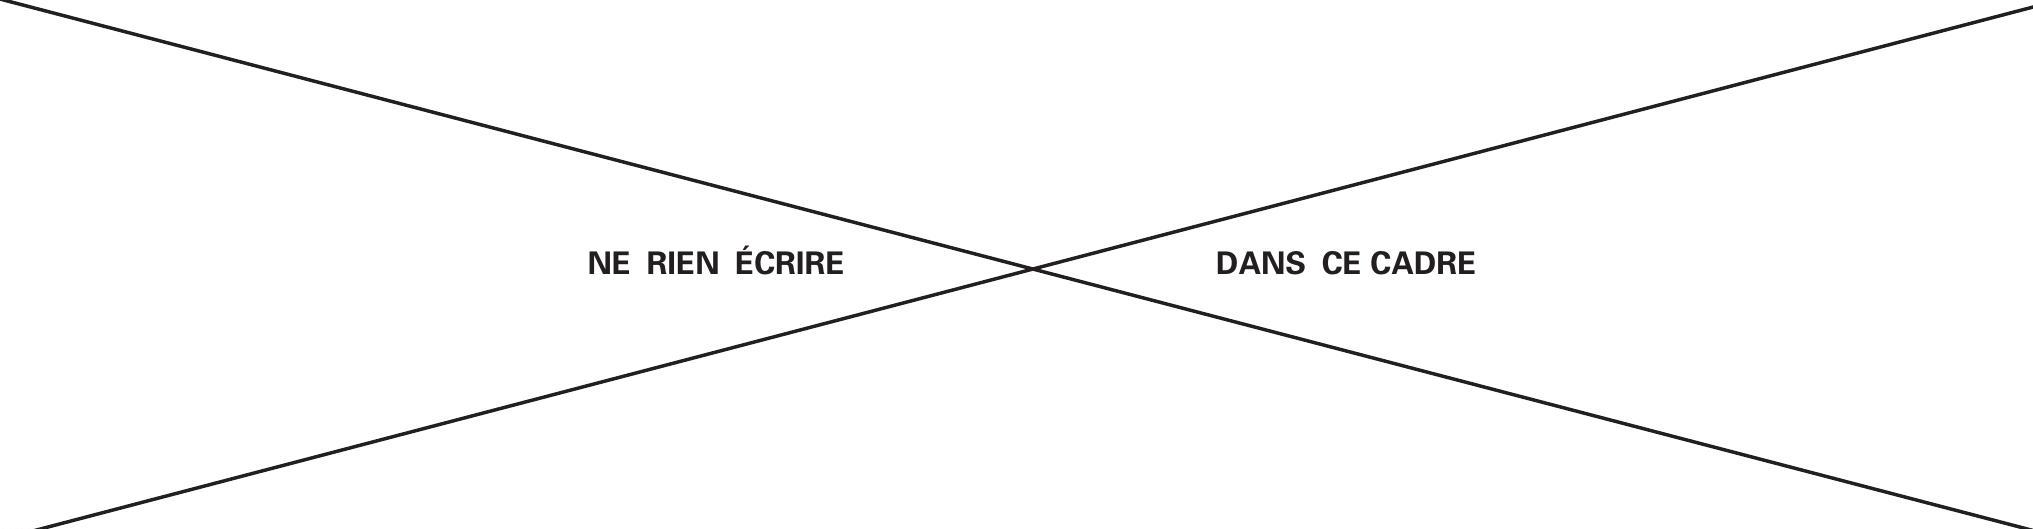 NE RIEN ÉCRIRE DANS CE CADRE